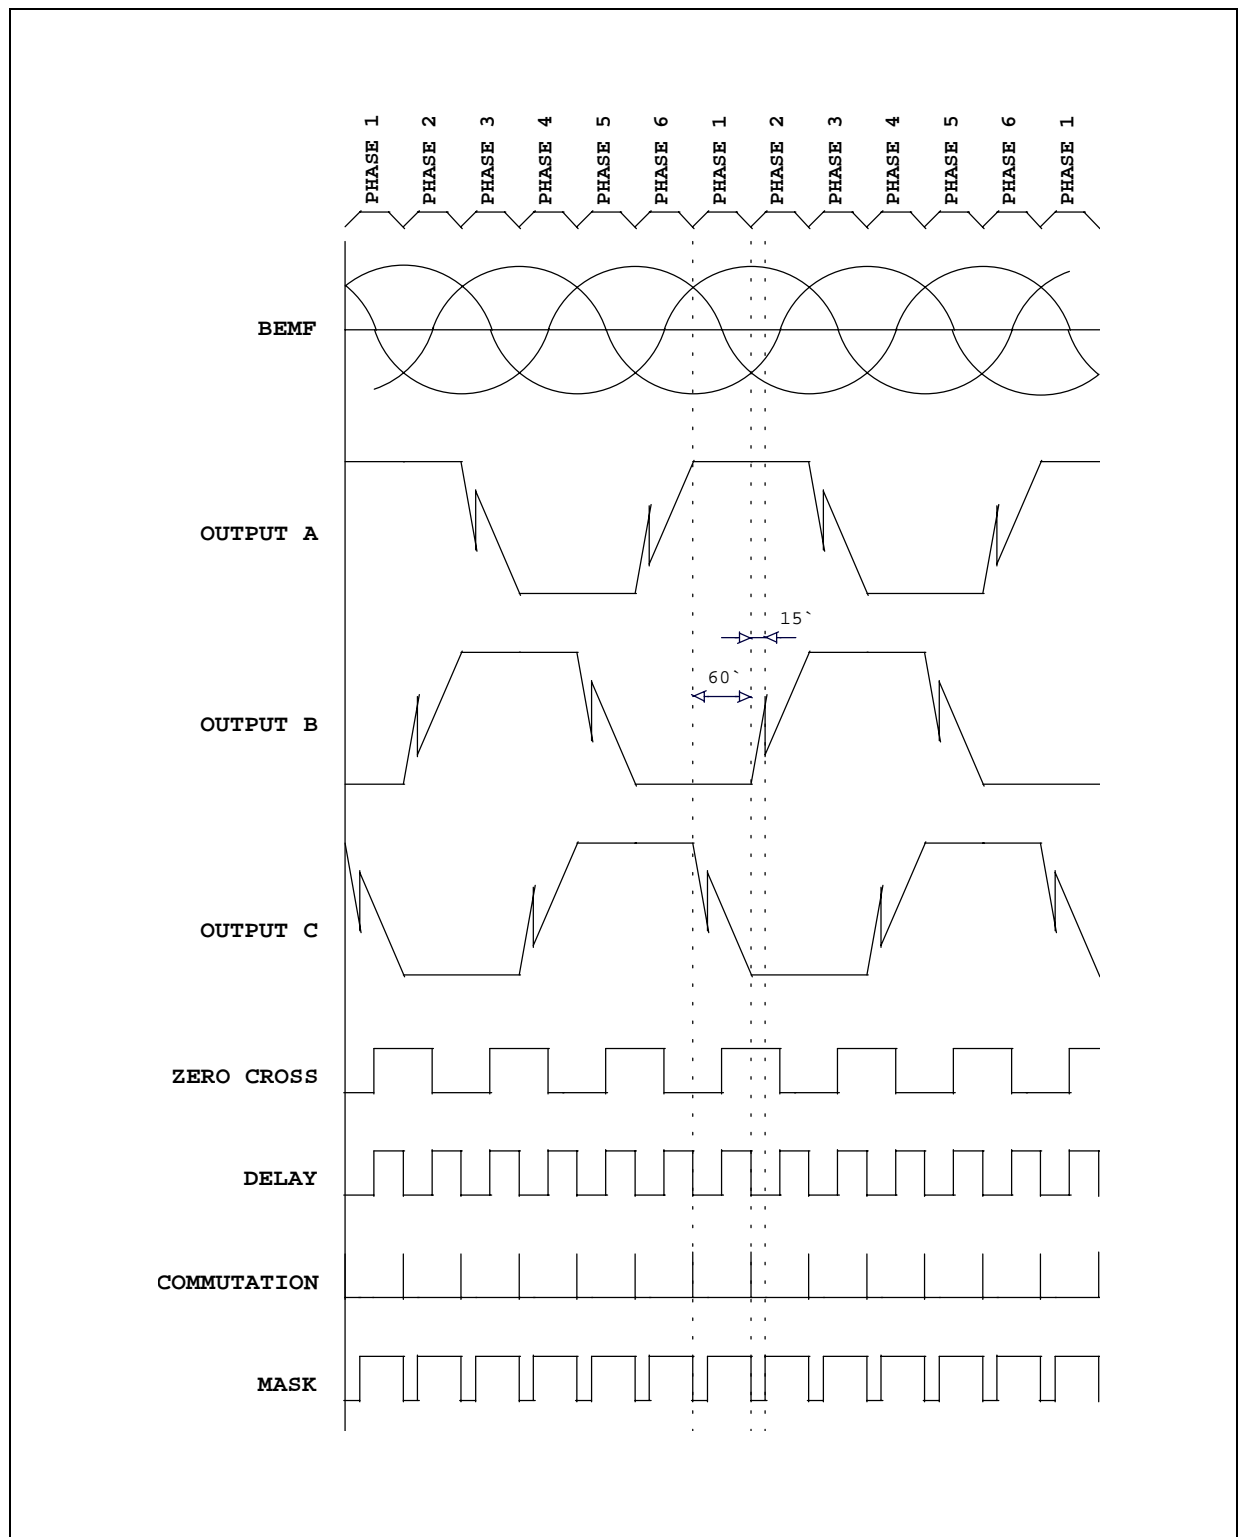 PHASE 1
PHASE 2
PHASE 3
PHASE 4
PHASE 5
PHASE 6
PHASE 1
PHASE 2
PHASE 3
PHASE 4
PHASE 5
PHASE 6
PHASE 1
BEMF
OUTPUT A
15`
60`
OUTPUT B
OUTPUT C
ZERO CROSS
DELAY
COMMUTATION
MASK